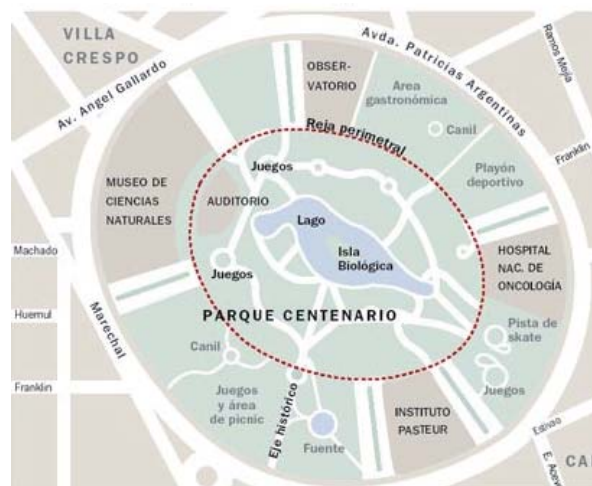 VILLA
CRESPO
Av. Angel Gallardo
Avda. Patricias Argentinas
Ramos Mejía
Franklin
OBSER-
VATORIO
Area
gastronómica
Canil
Reja perimetral
Juegos
Playón
deportivo
MUSEO DE
CIENCIAS
NATURALES
AUDITORIO
Lago
Isla
Biológica
HOSPITAL
NAC. DE
ONCOLOGÍA
Machado
Juegos
Huemul
Marechal
PARQUE CENTENARIO
Pista de
skate
Canil
Franklin
Juegos
y área
de picnic
Eje histórico
Fuente
INSTITUTO
PASTEUR
Juegos
Estivao
E. Aceve
CA